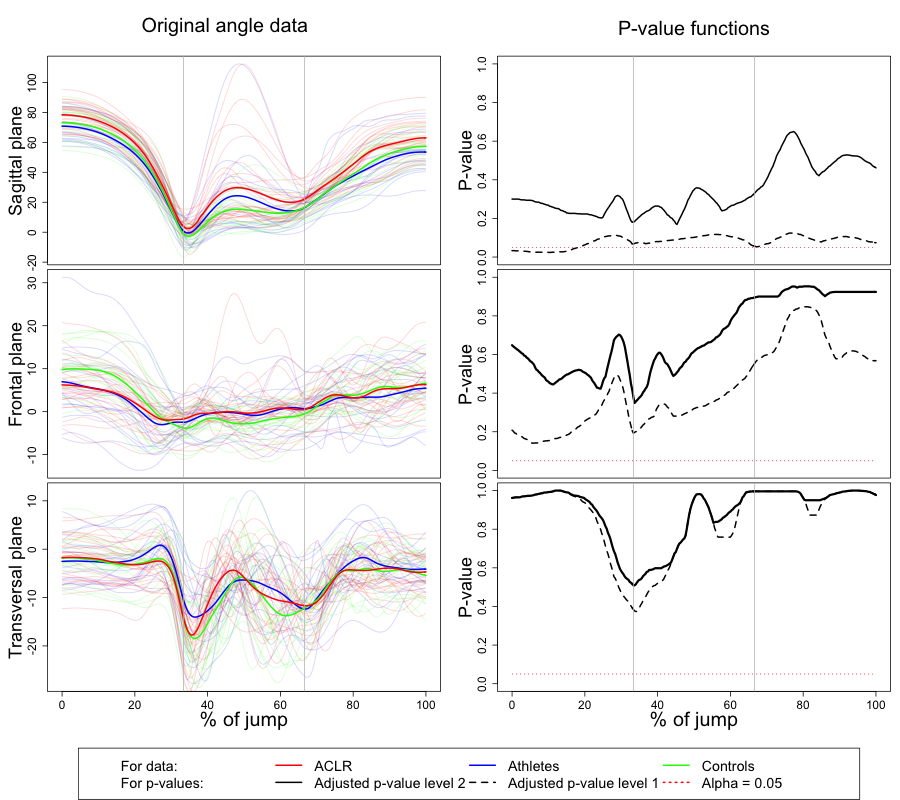 Original angle data
P-value functions
Sagittal plane
-20 0 20 40 60 80 100
P-value
0.0 0.2 0.4 0.6 0.8 1.0
Frontal plane
-10 0 10 20 30
P-value
0.0 0.2 0.4 0.6 0.8 1.0
Transversal plane
-20 -10 0 10
P-value
0.0 0.2 0.4 0.6 0.8 1.0
0 20 40 60 80 100
0 20 40 60 80 100
% of jump
% of jump
For data: ACLR Athletes Controls
For p-values: Adjusted p-value level 2 Adjusted p-value level 1 Alpha = 0.05